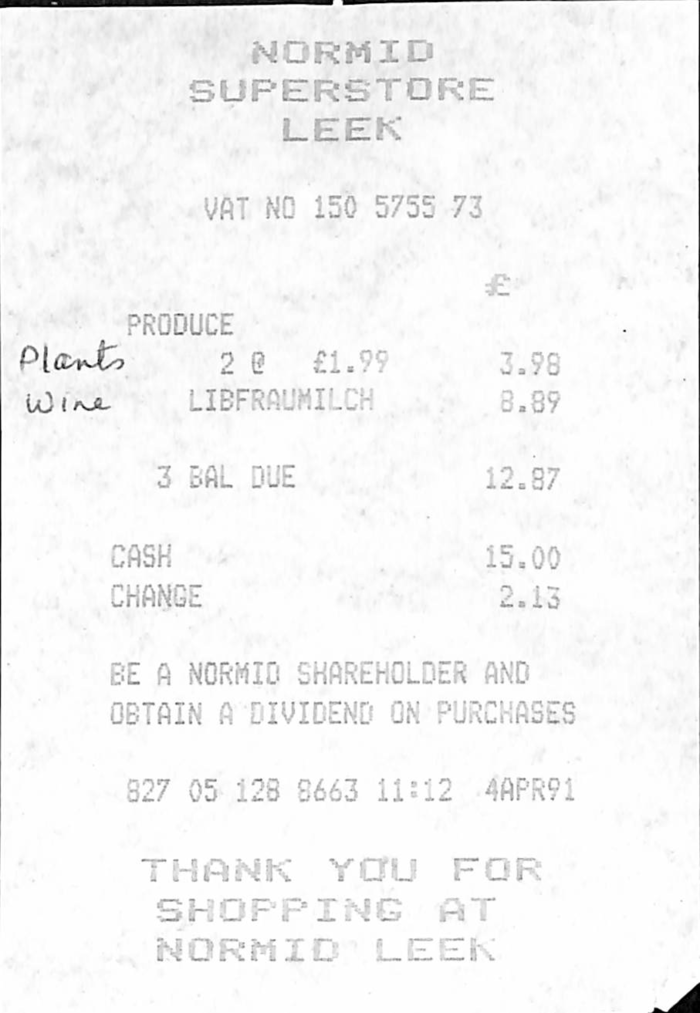 NORMID
SUPERSTORE
LEEK
VAT NO 150 5755 73
£
PRODUCE
Plants 2 @ £1.99 3.98
Wine LIBFRAUMILCH 8.89
3 BAL DUE 12.87
CASH 15.00
CHANGE 2.13
BE A NORMID SHAREHOLDER AND
OBTAIN A DIVIDEND ON PURCHASES
827 05 128 8663 11:12 4APR91
THANK YOU FOR
SHOPPING AT
NORMID LEEK